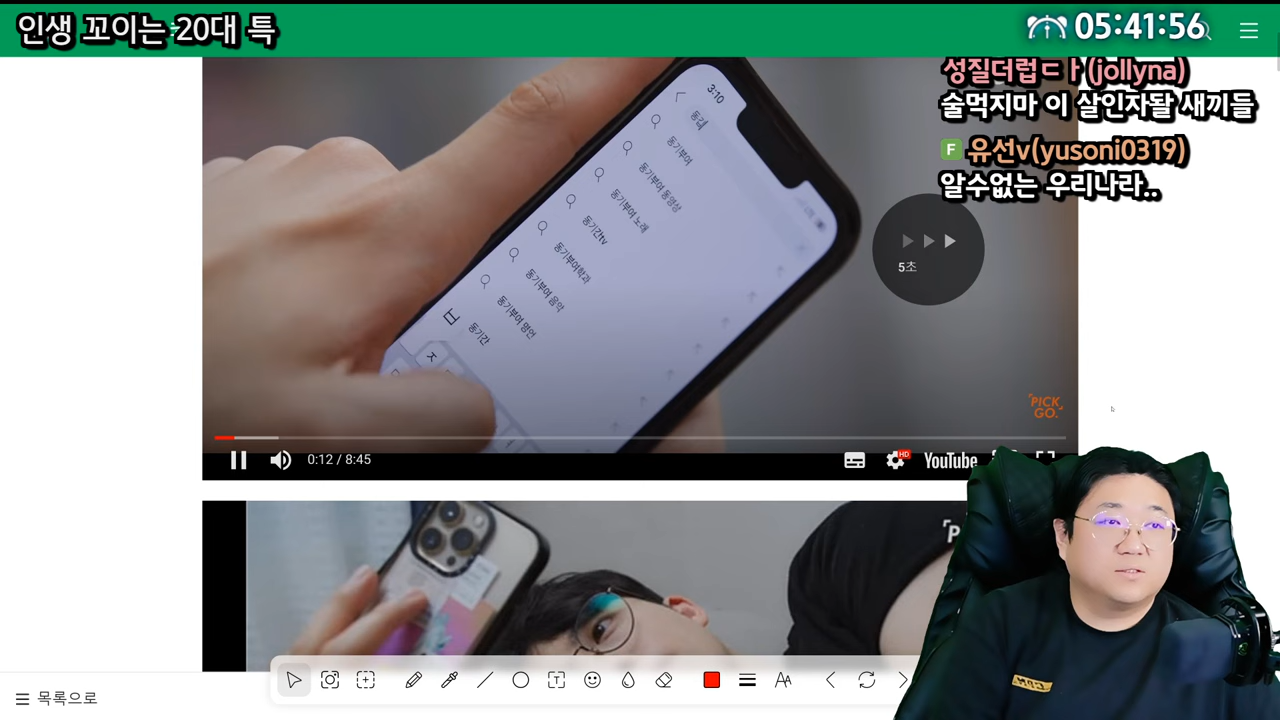 인생 꼬이는 20대 특
05:41:56
성질더럽ㄷㅏ(jollyna)
술먹지마 이 살인자돨 새끼들
F 유선v(yusoni0319)
알수없는 우리나라..
3:10
동기부여
동기부여 동영상
동기부여 노래
동기간tv
동기부여학과
동기부여 음악
동기부여 명언
동기간
ㅈ
5초
PICK
GO.
0:12 / 8:45
HD
YouTube
목록으로